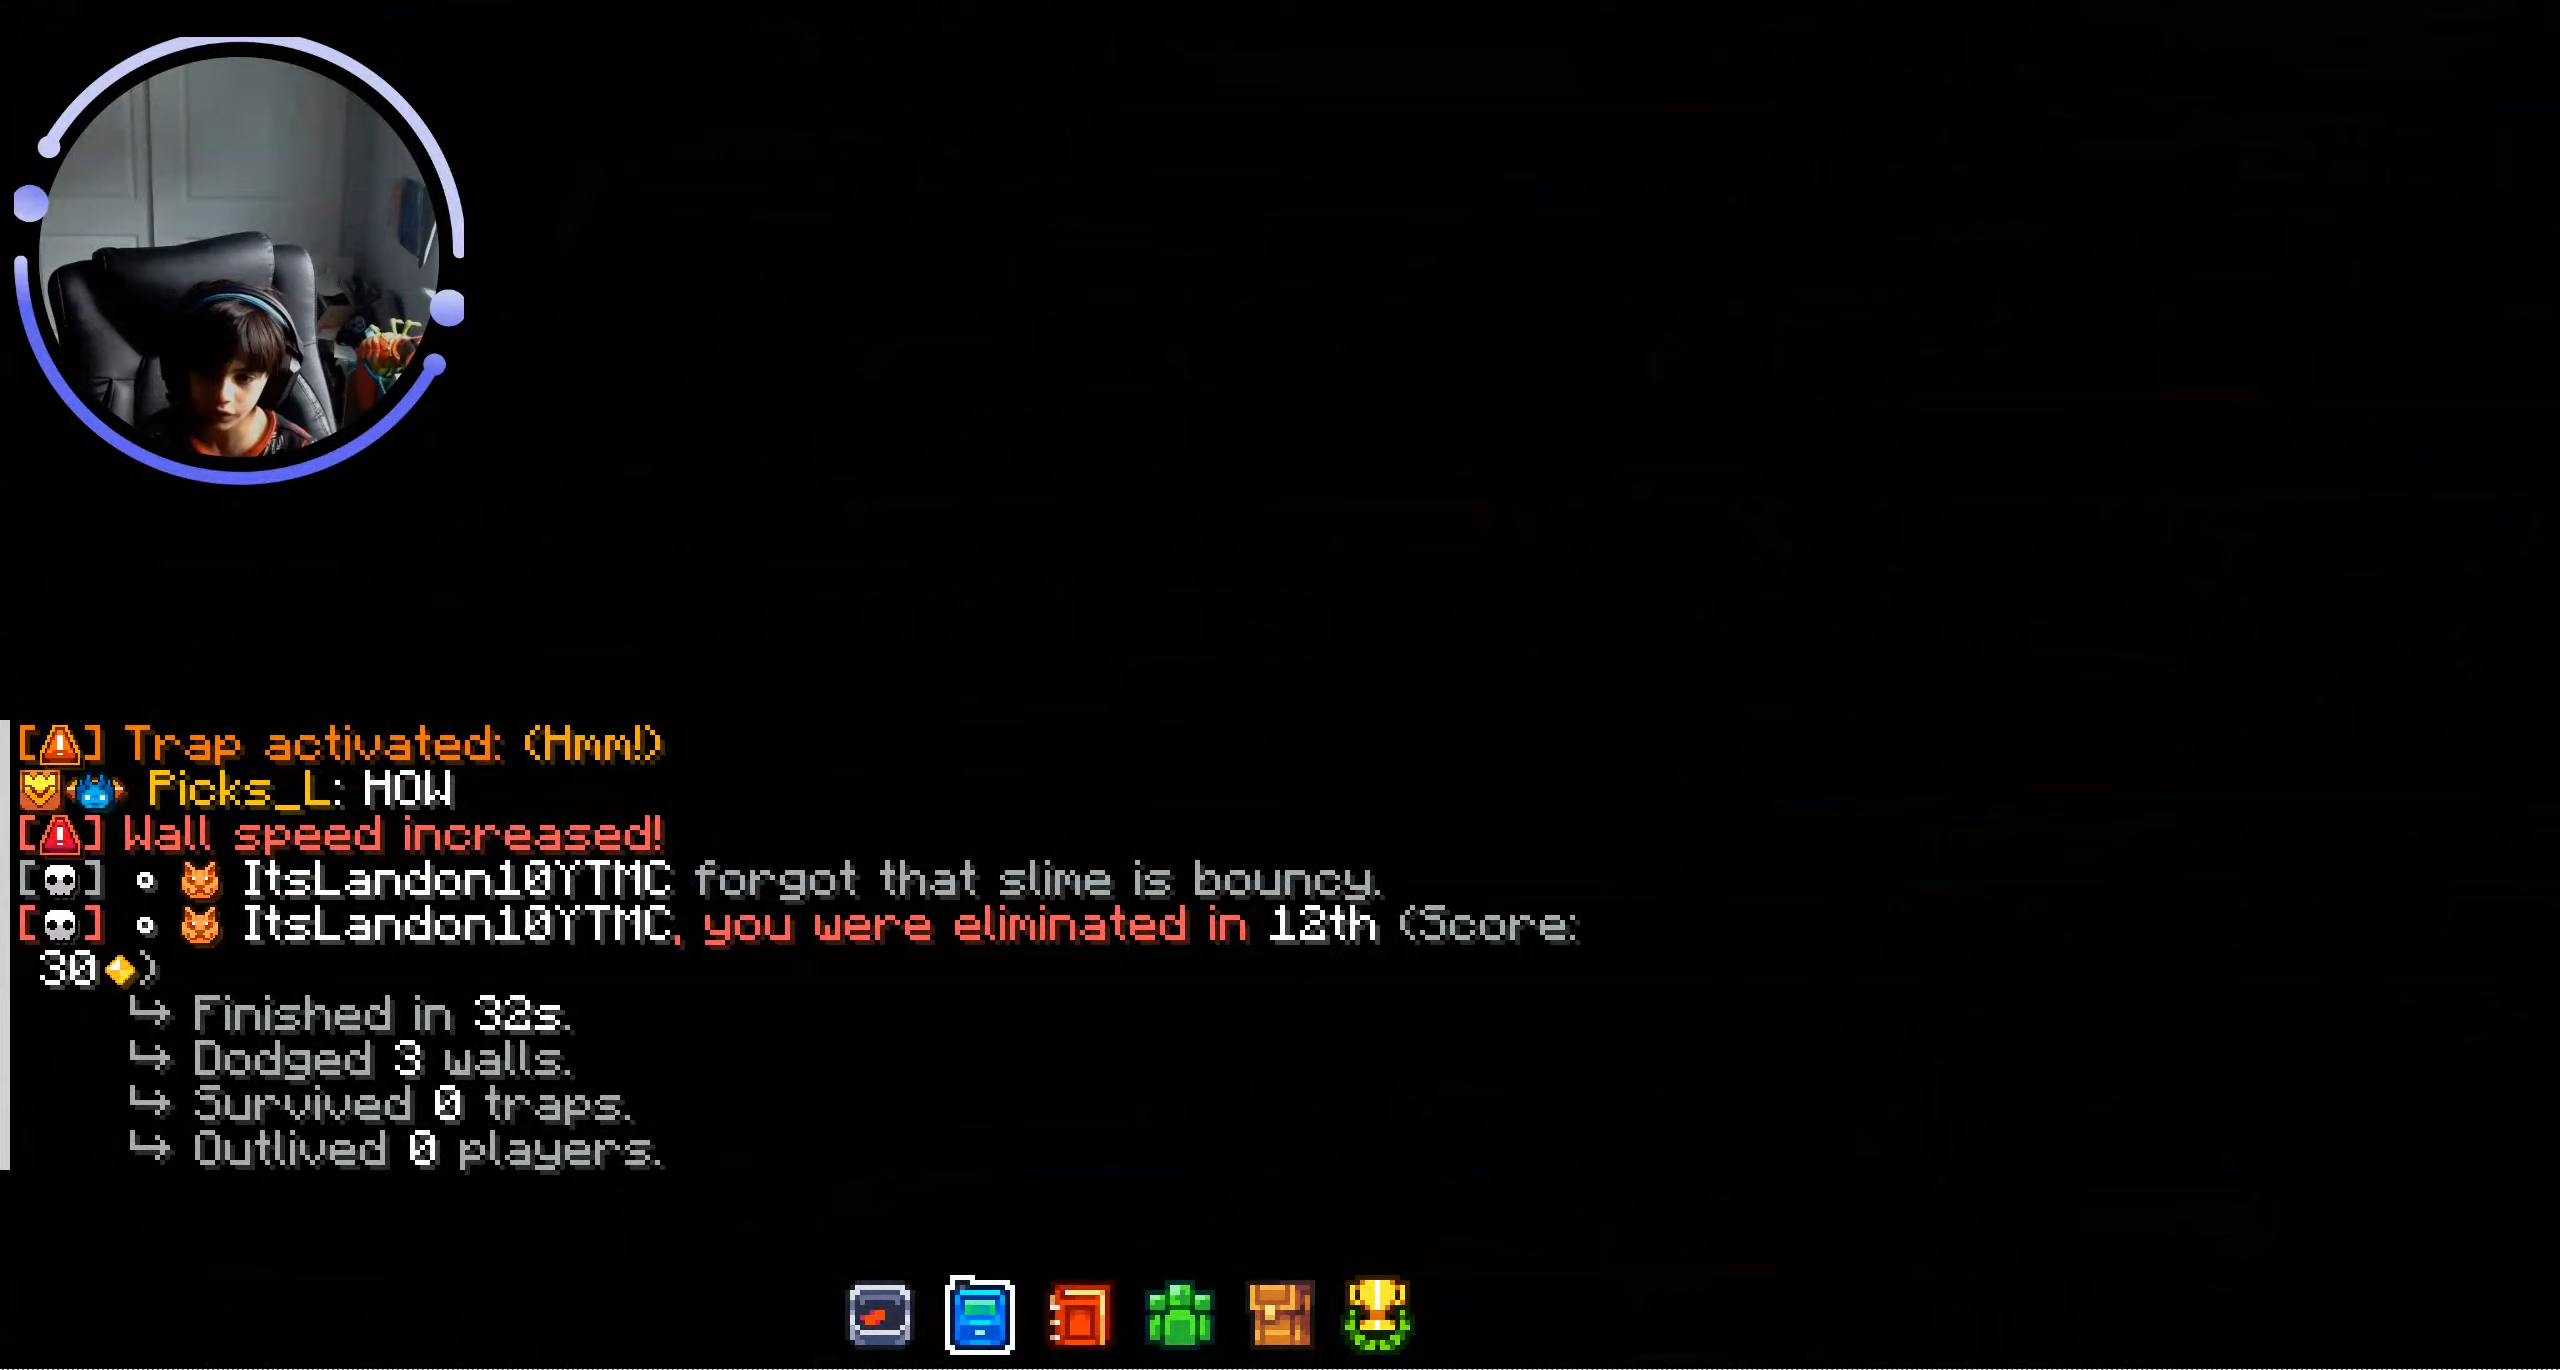 [⚠] Trap activated: (Hmm!)
Picks_L: HOW
[⚠] Wall speed increased!
[☠] ItsLandon10YTMC forgot that slime is bouncy.
[☠] ItsLandon10YTMC, you were eliminated in 12th (Score:
30◆)
↪ Finished in 32s.
↪ Dodged 3 walls.
↪ Survived 0 traps.
↪ Outlived 0 players.